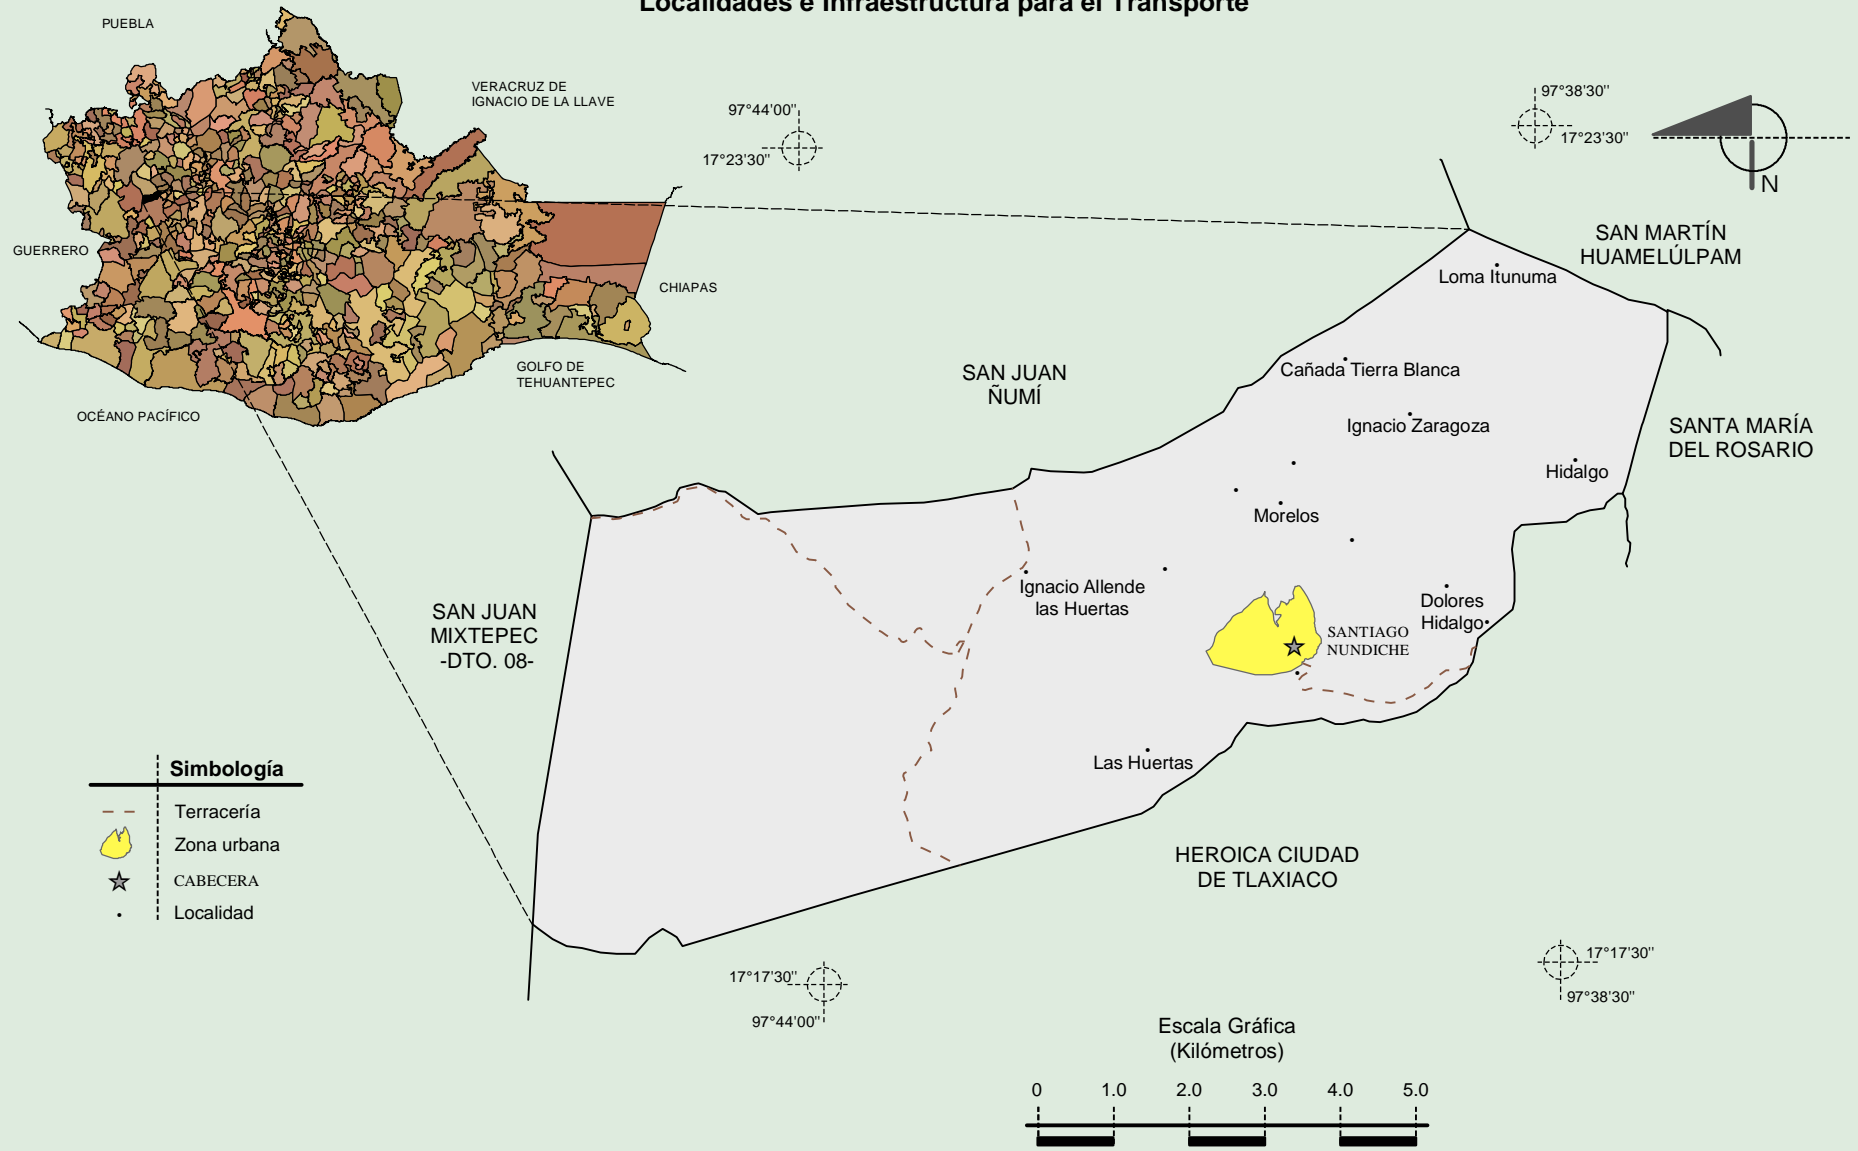 Localidades e Infraestructura para el Transporte
PUEBLA
VERACRUZ DE
IGNACIO DE LA LLAVE
GUERRERO
CHIAPAS
GOLFO DE
TEHUANTEPEC
OCÉANO PACÍFICO
97°44'00"
17°23'30"
97°38'30"
17°23'30"
N
SAN MARTÍN
HUAMELÚLPAM
Loma Itunuma
SAN JUAN
ÑUMÍ
Cañada Tierra Blanca
Ignacio Zaragoza
SANTA MARÍA
DEL ROSARIO
Hidalgo
Morelos
Ignacio Allende
las Huertas
Dolores
Hidalgo
SANTIAGO
NUNDICHE
SAN JUAN
MIXTEPEC
-DTO. 08-
Las Huertas
HEROICA CIUDAD
DE TLAXIACO
Simbología
Terracería
Zona urbana
CABECERA
Localidad
17°17'30"
97°44'00"
17°17'30"
97°38'30"
Escala Gráfica
(Kilómetros)
0 1.0 2.0 3.0 4.0 5.0